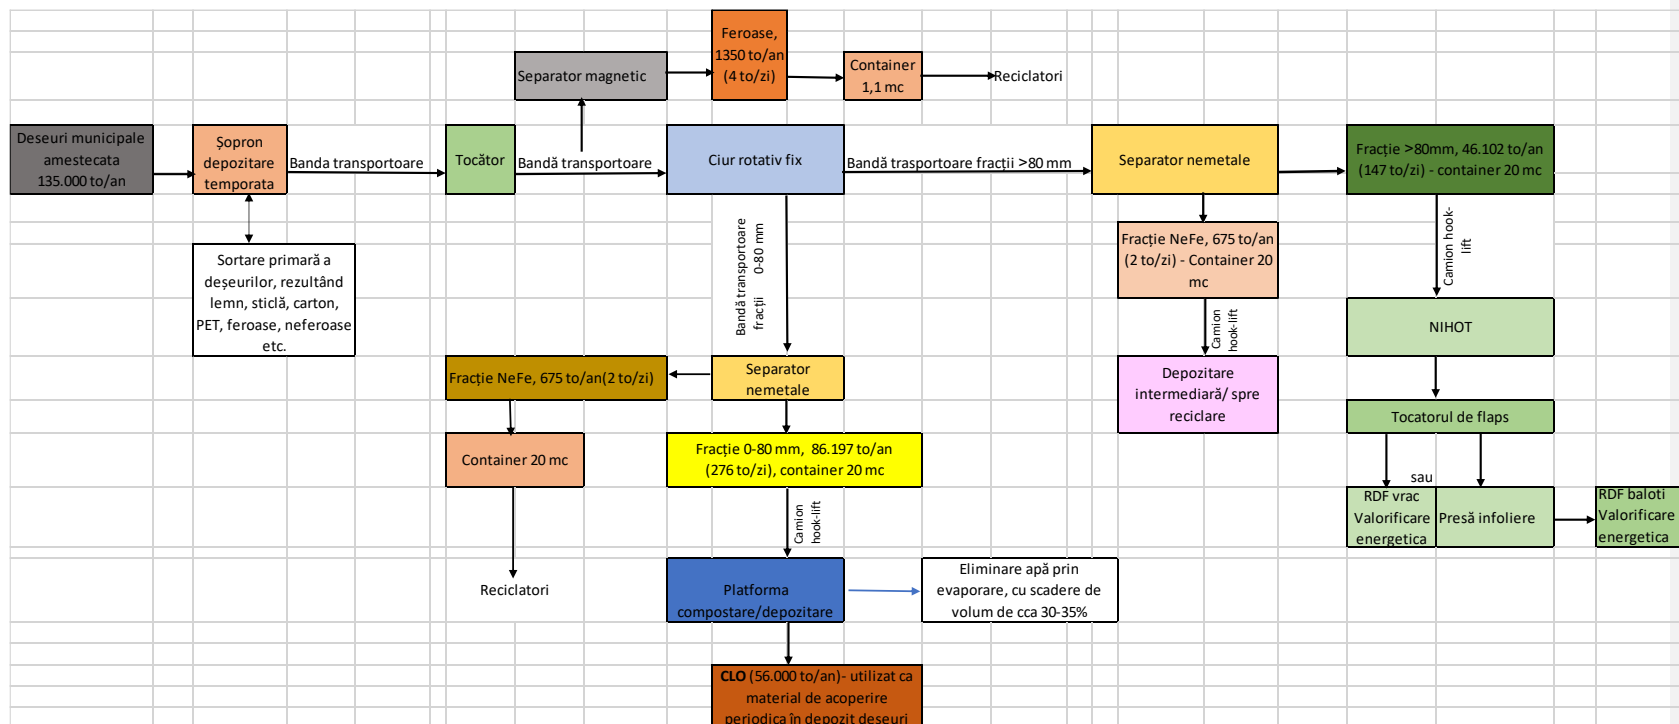 Feroase,
1350 to/an
(4 to/zi)
Separator magnetic
Container
1,1 mc
Reciclatori
Deseuri municipale
amestecata
135.000 to/an
Șopron
depozitare
temporata
Banda transportoare
Tocător
Bandă transportoare
Ciur rotativ fix
Bandă trasportoare fracții >80 mm
Separator nemetale
Fracție >80mm, 46.102 to/an
(147 to/zi) - container 20 mc
Sortare primară a
deșeurilor, rezultând
lemn, sticlă, carton,
PET, feroase, neferoase
etc.
Bandă transportoare
fracții 0-80 mm
Fracție NeFe, 675 to/an
(2 to/zi) - Container 20
mc
Camion hook-
lift
Camion
hook-lift
NIHOT
Fracție NeFe, 675 to/an(2 to/zi)
Separator
nemetale
Depozitare
intermediară/ spre
reciclare
Tocatorul de flaps
Container 20 mc
Fracție 0-80 mm, 86.197 to/an
(276 to/zi), container 20 mc
sau
RDF vrac
Valorificare
energetica
Presă infoliere
RDF baloti
Valorificare
energetica
Camion
hook-lift
Reciclatori
Platforma
compostare/depozitare
Eliminare apă prin
evaporare, cu scadere de
volum de cca 30-35%
CLO (56.000 to/an)- utilizat ca
material de acoperire
periodica în depozit deseuri